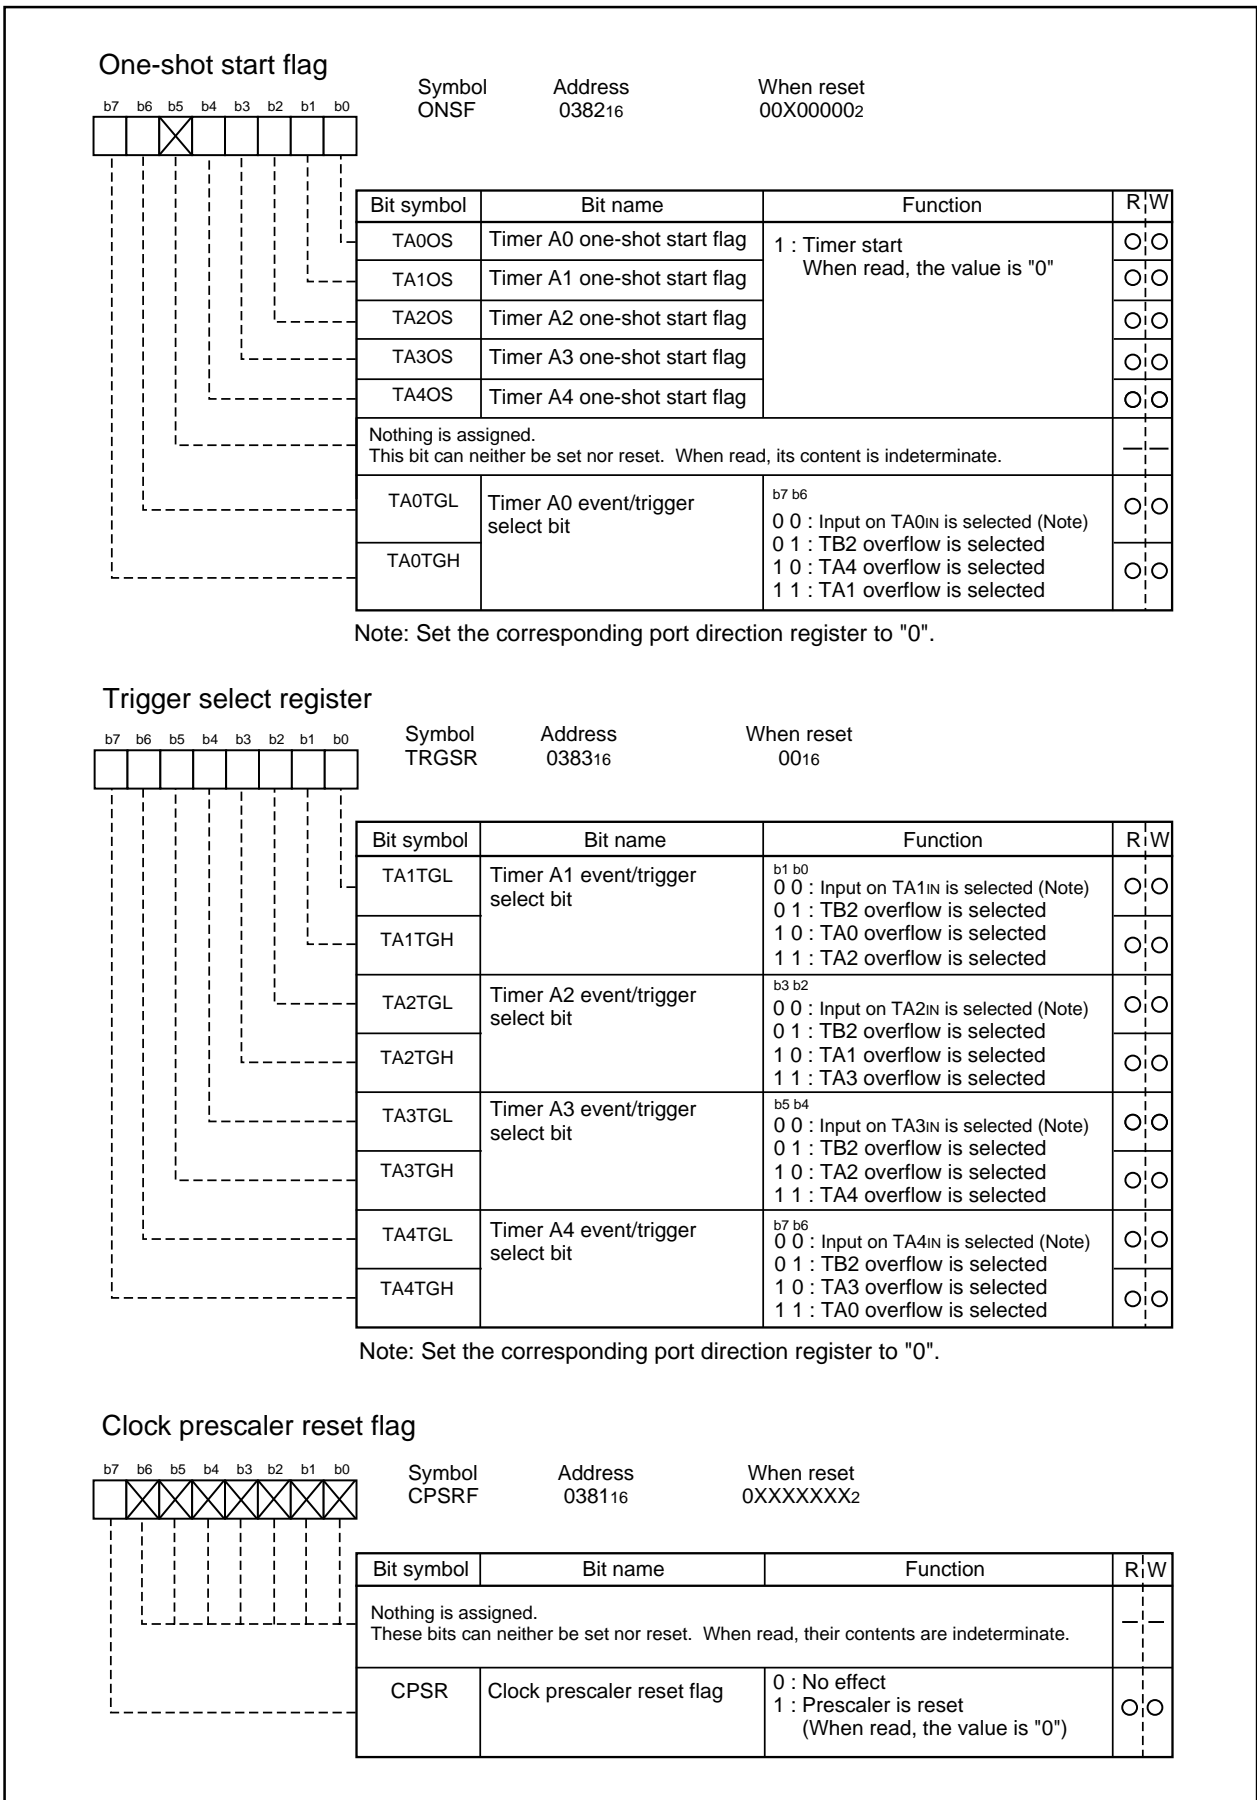 One-shot start flag
Symbol Address When reset
ONSF 038216 00X000002
b7 b6 b5 b4 b3 b2 b1 b0
Bit symbol Bit name Function R W
TA0OS Timer A0 one-shot start flag 1 : Timer start
When read, the value is "0"
TA1OS Timer A1 one-shot start flag
TA2OS Timer A2 one-shot start flag
TA3OS Timer A3 one-shot start flag
TA4OS Timer A4 one-shot start flag
Nothing is assigned.
This bit can neither be set nor reset. When read, its content is indeterminate.
TA0TGL Timer A0 event/trigger
select bit
b7 b6
0 0 : Input on TA0IN is selected (Note)
0 1 : TB2 overflow is selected
TA0TGH
1 0 : TA4 overflow is selected
1 1 : TA1 overflow is selected
Note: Set the corresponding port direction register to "0".
Trigger select register
Symbol Address When reset
TRGSR 038316 0016
b7 b6 b5 b4 b3 b2 b1 b0
Bit symbol Bit name Function R W
TA1TGL Timer A1 event/trigger
select bit
b1 b0
0 0 : Input on TA1IN is selected (Note)
0 1 : TB2 overflow is selected
TA1TGH
1 0 : TA0 overflow is selected
1 1 : TA2 overflow is selected
TA2TGL Timer A2 event/trigger
select bit
b3 b2
0 0 : Input on TA2IN is selected (Note)
0 1 : TB2 overflow is selected
TA2TGH
1 0 : TA1 overflow is selected
1 1 : TA3 overflow is selected
TA3TGL Timer A3 event/trigger
select bit
b5 b4
0 0 : Input on TA3IN is selected (Note)
0 1 : TB2 overflow is selected
TA3TGH
1 0 : TA2 overflow is selected
1 1 : TA4 overflow is selected
TA4TGL Timer A4 event/trigger
select bit
b7 b6
0 0 : Input on TA4IN is selected (Note)
0 1 : TB2 overflow is selected
TA4TGH
1 0 : TA3 overflow is selected
1 1 : TA0 overflow is selected
Note: Set the corresponding port direction register to "0".
Clock prescaler reset flag
Symbol Address When reset
CPSRF 038116 0XXXXXXX2
b7 b6 b5 b4 b3 b2 b1 b0
Bit symbol Bit name Function R W
Nothing is assigned.
These bits can neither be set nor reset. When read, their contents are indeterminate.
CPSR Clock prescaler reset flag
0 : No effect
1 : Prescaler is reset
(When read, the value is "0")